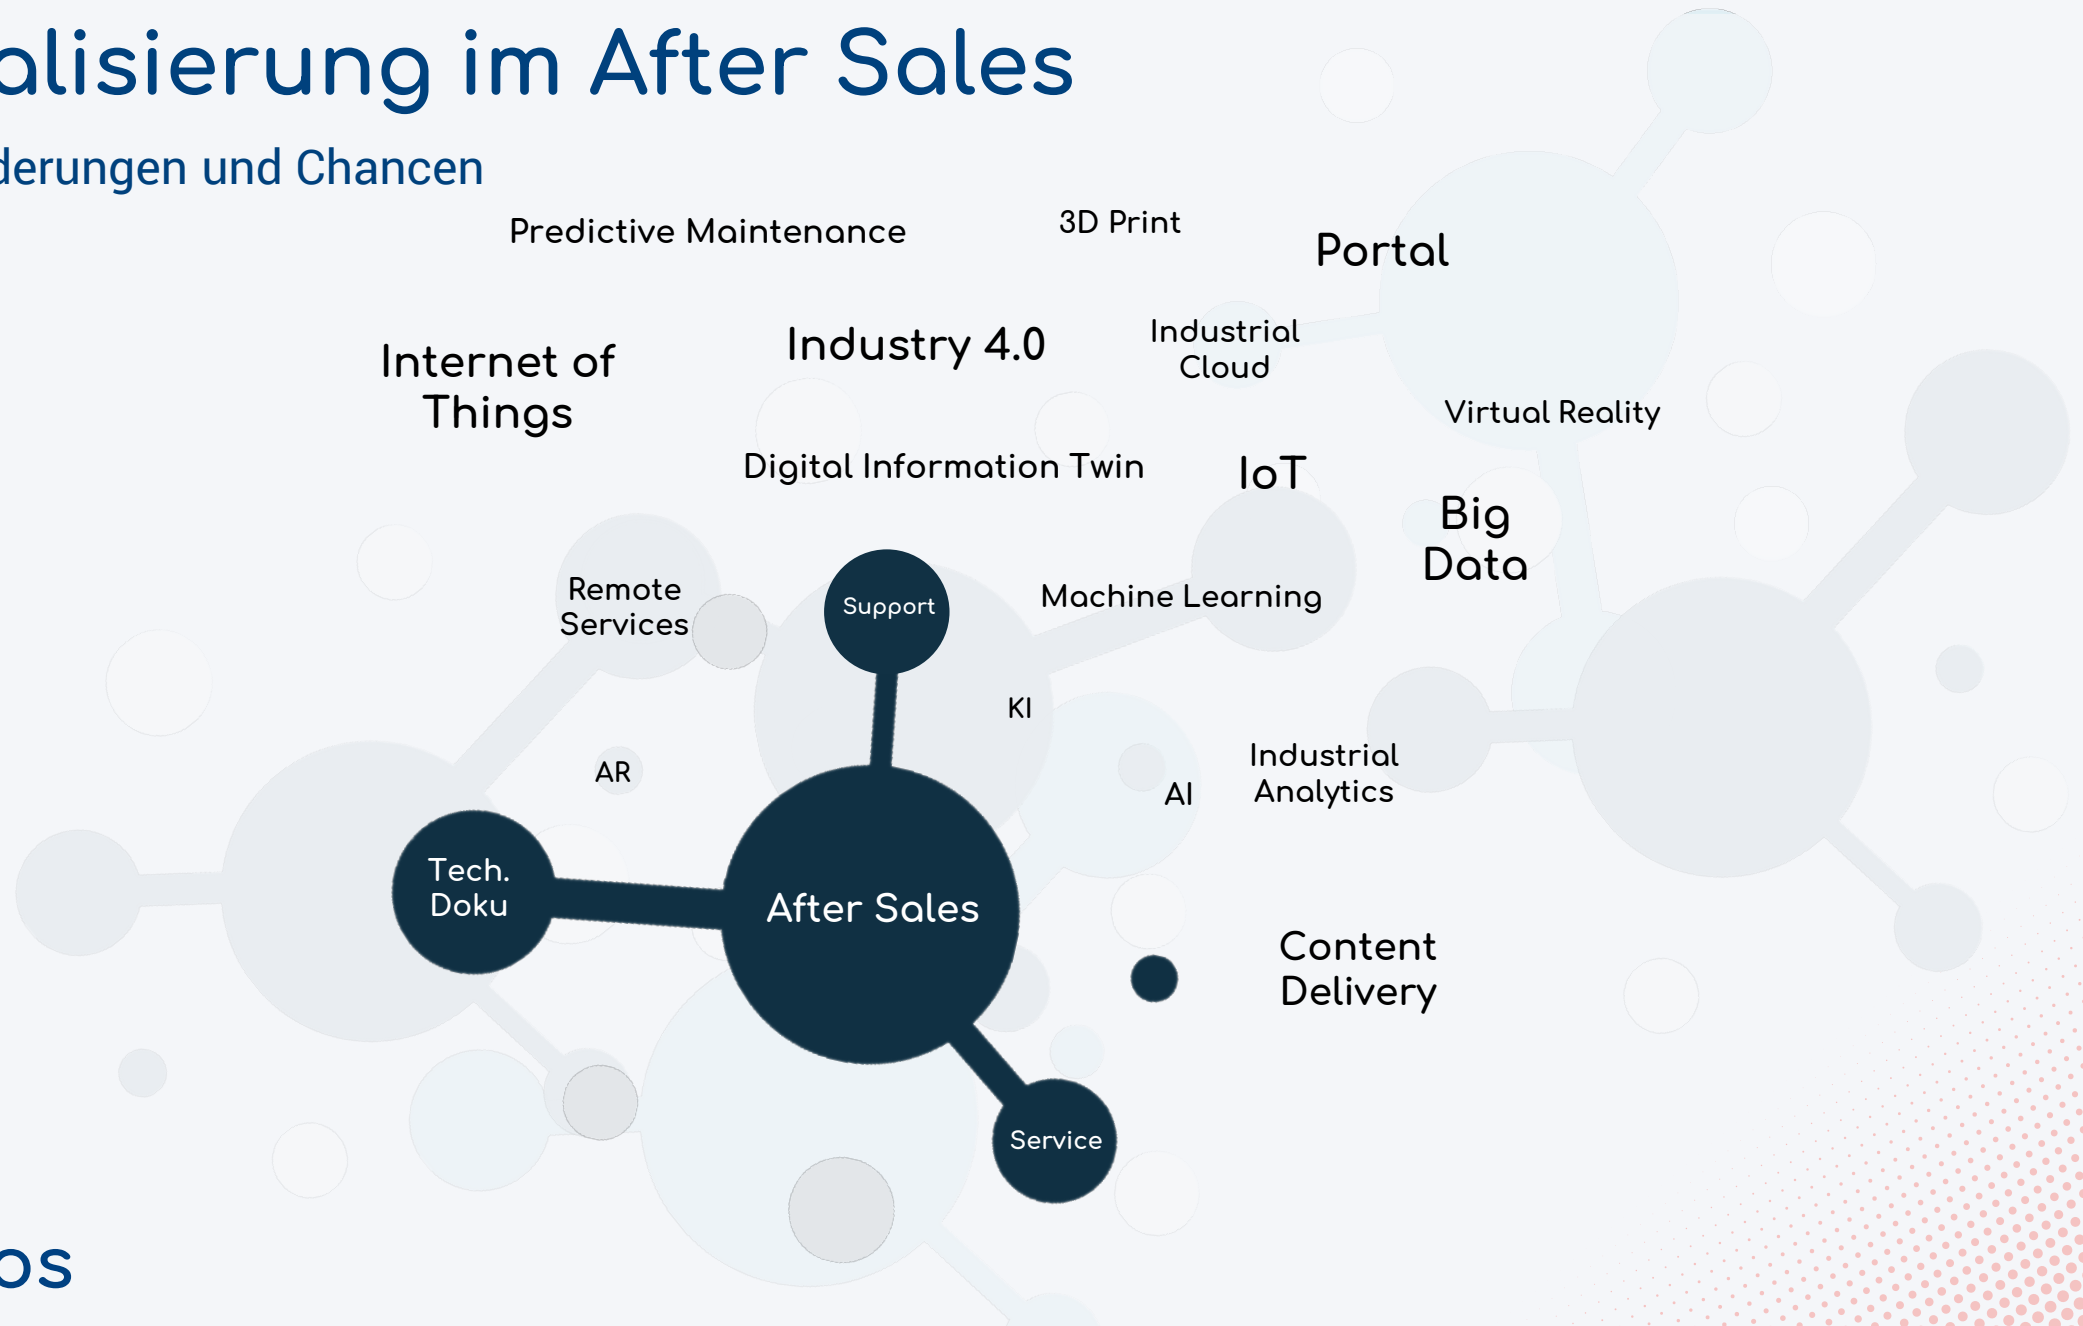 alisierung im After Sales
derungen und Chancen
Predictive Maintenance
3D Print
Portal
Internet of
Things
Industry 4.0
Industrial
Cloud
Virtual Reality
Digital Information Twin
IoT
Big
Data
Remote
Services
Support
Machine Learning
KI
AR
AI
Industrial
Analytics
Tech.
Doku
After Sales
Content
Delivery
Service
os